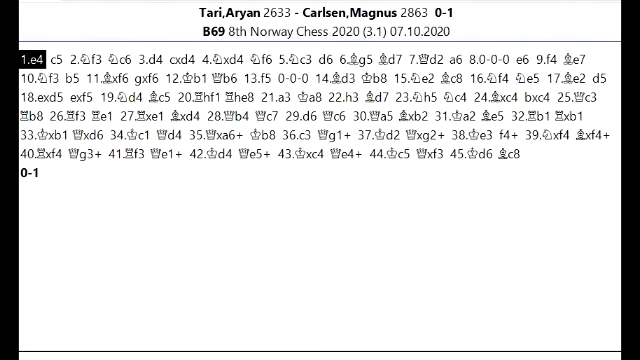 Tari,Aryan 2633 - Carlsen,Magnus 2863 0-1
B69 8th Norway Chess 2020 (3.1) 07.10.2020
1.e4 c5 2.♘f3 ♘c6 3.d4 cxd4 4.♘xd4 ♘f6 5.♘c3 d6 6.♗g5 ♗d7 7.♕d2 a6 8.0-0-0 e6 9.f4 ♗e7
10.♘f3 b5 11.♗xf6 gxf6 12.♔b1 ♕b6 13.f5 0-0-0 14.♗d3 ♔b8 15.♘e2 ♗c8 16.♘f4 ♘e5 17.♗e2 d5
18.exd5 exf5 19.♘d4 ♗c5 20.♖hf1 ♖he8 21.a3 ♔a8 22.h3 ♗d7 23.♘h5 ♘c4 24.♗xc4 bxc4 25.♕c3
♖b8 26.♖f3 ♖e1 27.♖xe1 ♗xd4 28.♕b4 ♕c7 29.d6 ♕c6 30.♕a5 ♗xb2 31.♔a2 ♗e5 32.♖b1 ♖xb1
33.♔xb1 ♕xd6 34.♔c1 ♕d4 35.♕xa6+ ♔b8 36.c3 ♕g1+ 37.♔d2 ♕xg2+ 38.♔e3 f4+ 39.♘xf4 ♗xf4+
40.♖xf4 ♕g3+ 41.♖f3 ♕e1+ 42.♔d4 ♕e5+ 43.♔xc4 ♕e4+ 44.♔c5 ♕xf3 45.♔d6 ♗c8
0-1